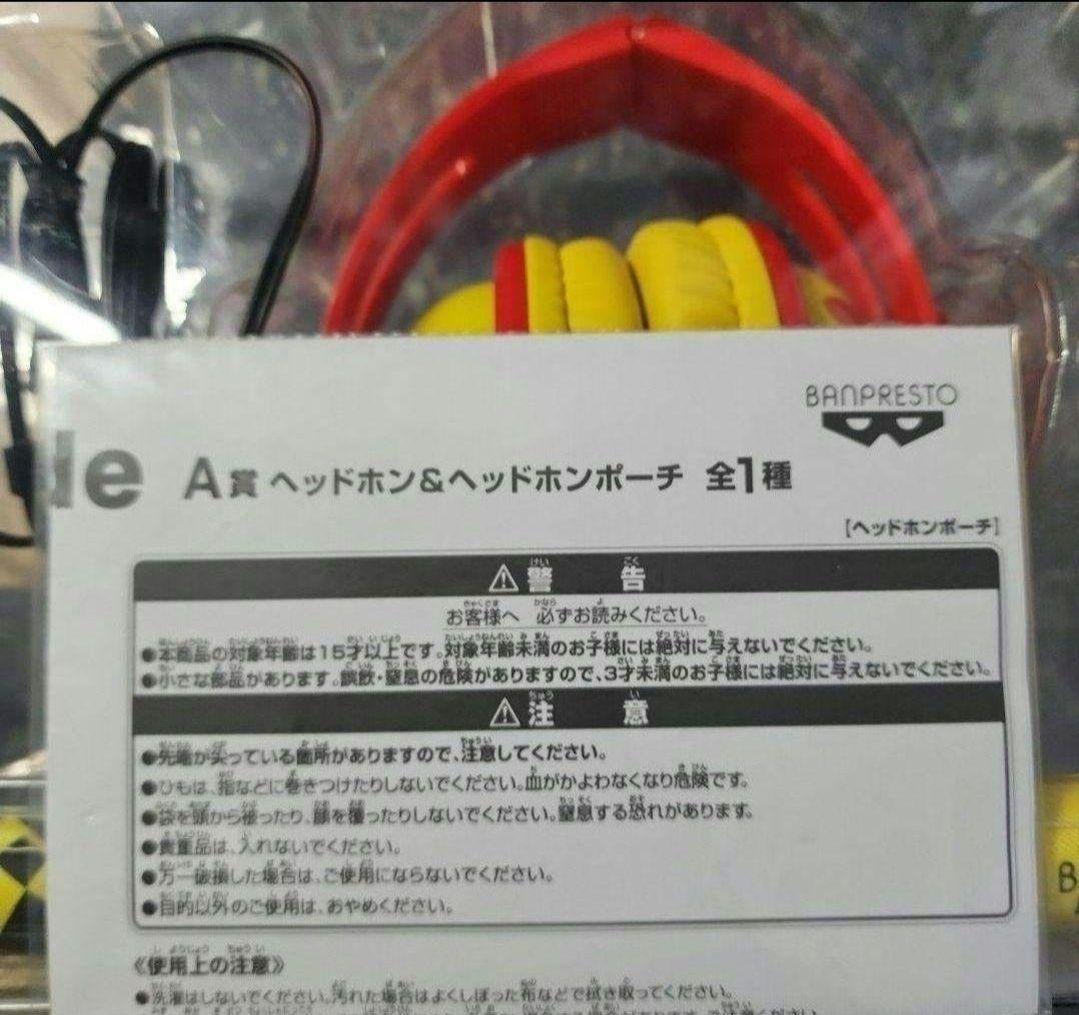 BANPRESTO
de A賞 ヘッドホン&ヘッドホンポーチ 全1種
【ヘッドホンポーチ】
⚠警告
お客様へ 必ずお読みください。
●本商品の対象年齢は15才以上です。対象年齢未満のお子様には絶対に与えないでください。
●小さな部品があります。誤飲・窒息の危険がありますので、3才未満のお子様には絶対に与えないでください。
⚠注意
●先端が尖っている箇所がありますので、注意してください。
●ひもは、指などに巻きつけたりしないでください。血がかよわなくなり危険です。
●袋を頭から被ったり、顔を覆ったりしないでください。窒息する恐れがあります。
●貴重品は、入れないでください。
●万一破損した場合は、ご使用にならないでください。
●目的以外のご使用は、おやめください。
《使用上の注意》
●洗濯はしないでください。汚れた場合はよくしぼった布などで拭き取ってください。
B